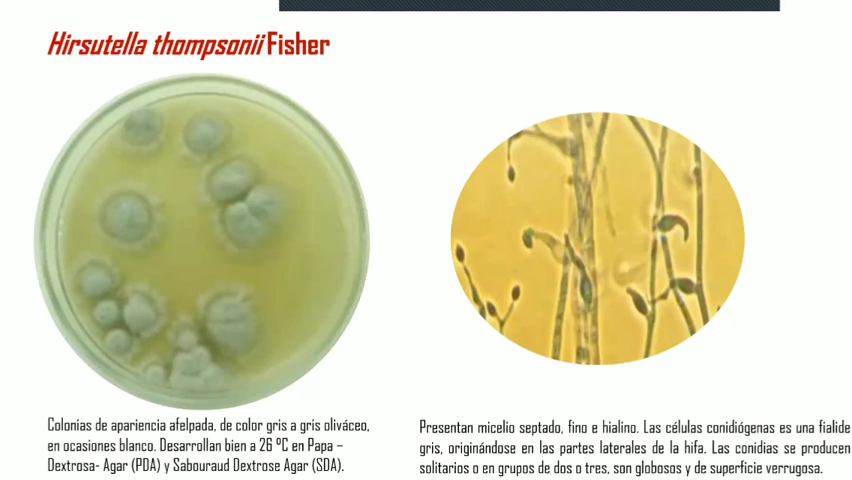 Hirsutella thompsonii Fisher
Colonias de apariencia afelpada, de color gris a gris oliváceo,
en ocasiones blanco. Desarrollan bien a 26 ºC en Papa –
Dextrosa- Agar (PDA) y Sabouraud Dextrose Agar (SDA).
Presentan micelio septado, fino e hialino. Las células conidiógenas es una fialide
gris, originándose en las partes laterales de la hifa. Las conidias se producen
solitarios o en grupos de dos o tres, son globosos y de superficie verrugosa.